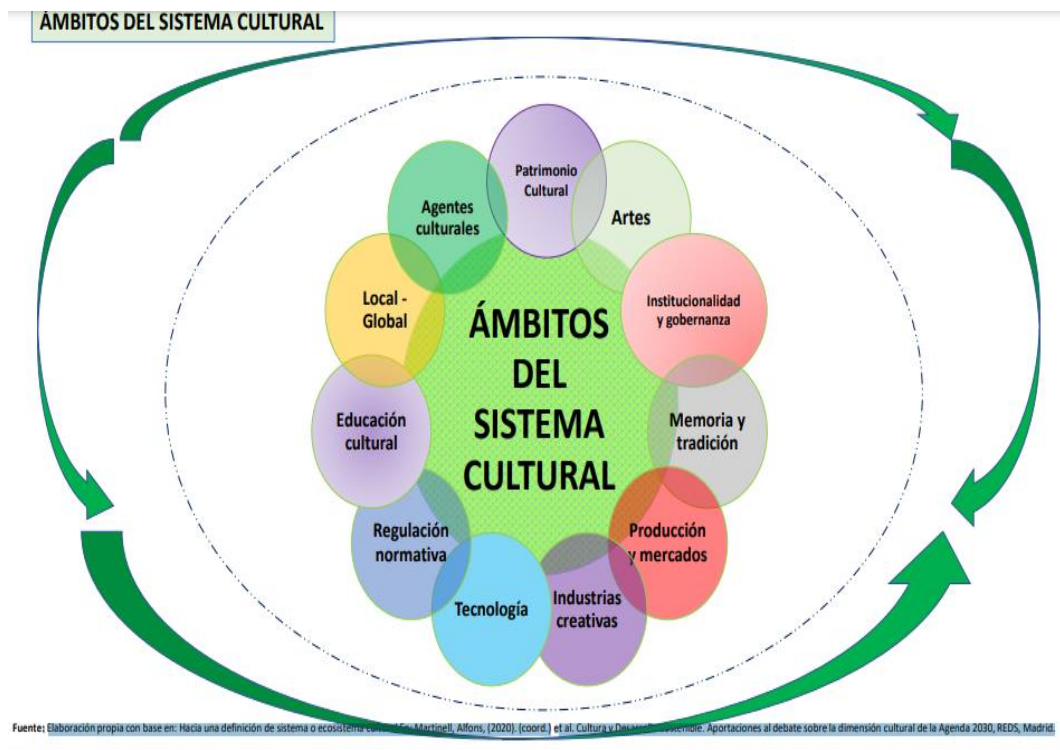 ÁMBITOS DEL SISTEMA CULTURAL
Patrimonio
Cultural
Artes
Institucionalidad
y gobernanza
Memoria y
tradición
Producción
y mercados
Industrias
creativas
Tecnología
Regulación
normativa
Educación
cultural
Local -
Global
Agentes
culturales
ÁMBITOS
DEL
SISTEMA
CULTURAL
Fuente: Elaboración propia con base en: Hacia una definición de sistema o ecosistema Martinell, Alfons, (2020). (coord.) et al. Cultura y Aportaciones al debate sobre la dimensión cultural de la Agenda 2030, REDS, Madrid.